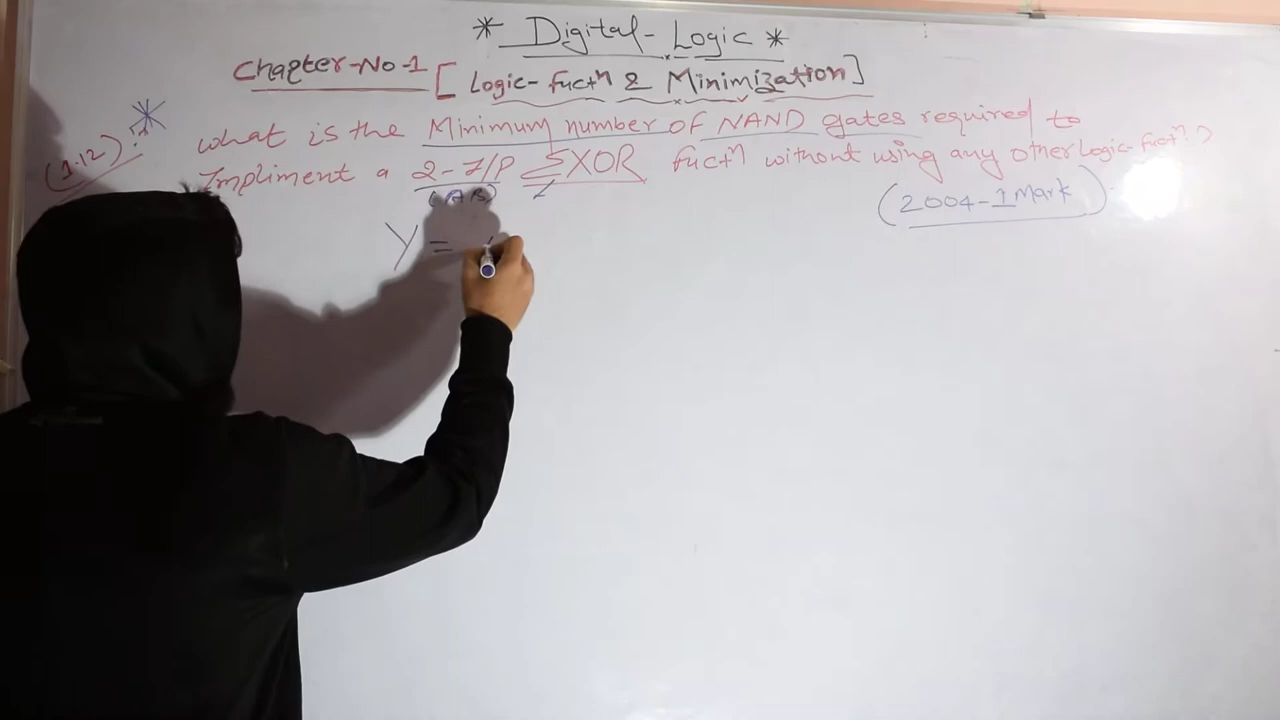 * Digital-Logic *
Chapter-No-1 [ Logic-fuctⁿ & Minimization ]
(1.12). What is the Minimum number of NAND gates required to
Impliment a 2-I/P EXOR fuctⁿ without using any other Logic-fuctⁿ?
(A B)
(2004-1Mark)
Y =